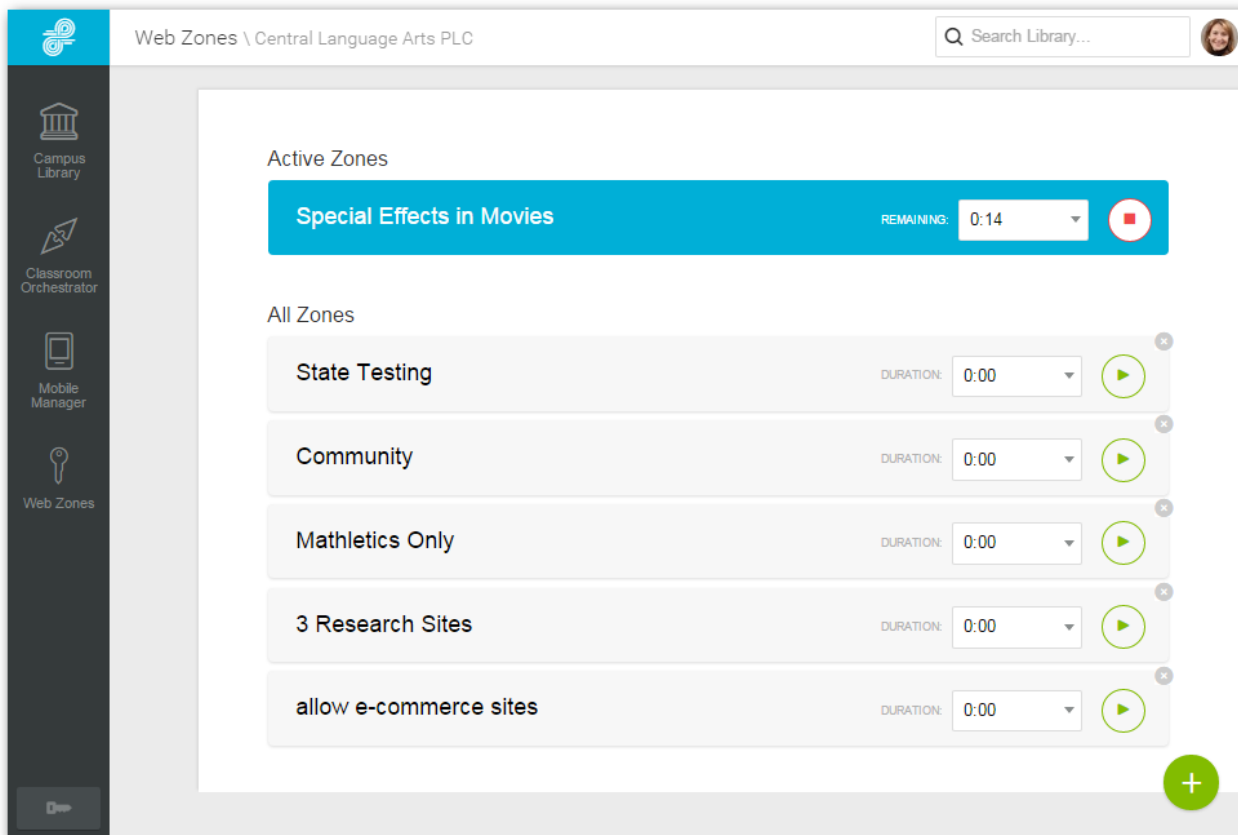 Web Zones \ Central Language Arts PLC
Search Library...
Campus
Library
Classroom
Orchestrator
Mobile
Manager
Web Zones
Active Zones
Special Effects in Movies REMAINING: 0:14
All Zones
State Testing DURATION: 0:00
Community DURATION: 0:00
Mathletics Only DURATION: 0:00
3 Research Sites DURATION: 0:00
allow e-commerce sites DURATION: 0:00